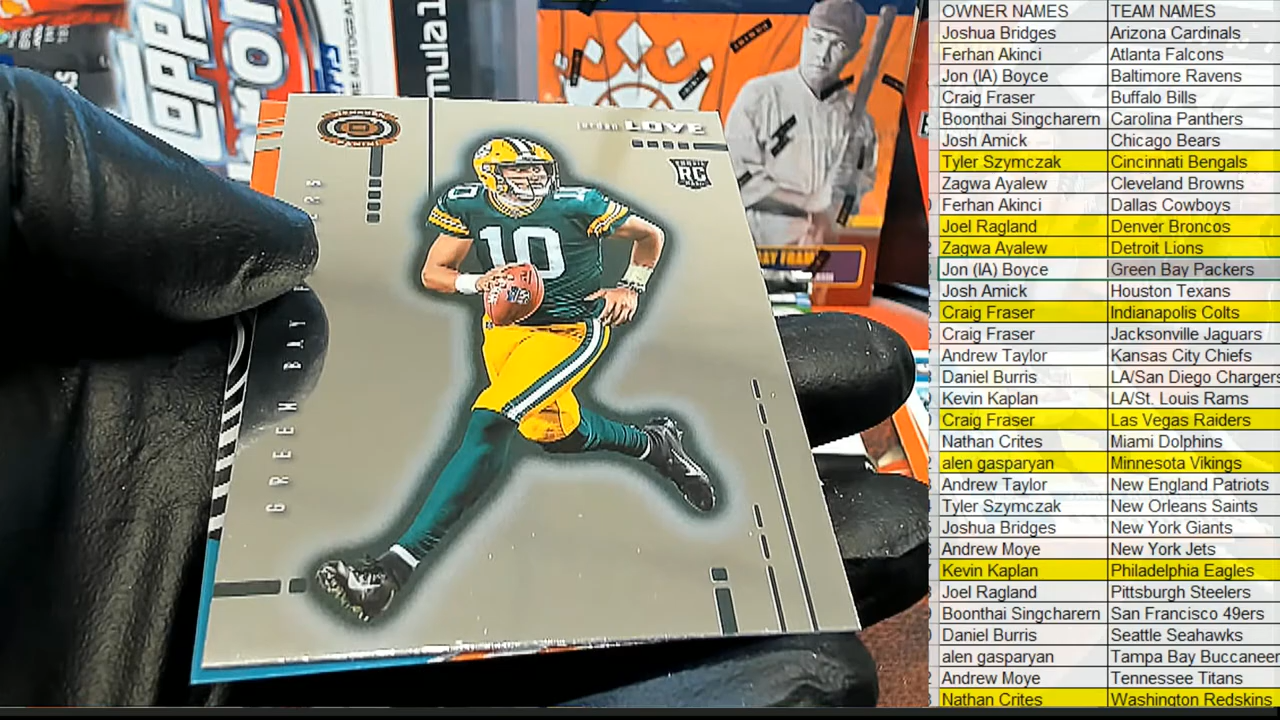 OWNER NAMES TEAM NAMES
Joshua Bridges Arizona Cardinals
Ferhan Akinci Atlanta Falcons
Jon (IA) Boyce Baltimore Ravens
Craig Fraser Buffalo Bills
Boonthai Singcharern Carolina Panthers
Josh Amick Chicago Bears
Tyler Szymczak Cincinnati Bengals
Zagwa Ayalew Cleveland Browns
Ferhan Akinci Dallas Cowboys
Joel Ragland Denver Broncos
Zagwa Ayalew Detroit Lions
Jon (IA) Boyce Green Bay Packers
Josh Amick Houston Texans
Craig Fraser Indianapolis Colts
Craig Fraser Jacksonville Jaguars
Andrew Taylor Kansas City Chiefs
Daniel Burris LA/San Diego Chargers
Kevin Kaplan LA/St. Louis Rams
Craig Fraser Las Vegas Raiders
Nathan Crites Miami Dolphins
alen gasparyan Minnesota Vikings
Andrew Taylor New England Patriots
Tyler Szymczak New Orleans Saints
Joshua Bridges New York Giants
Andrew Moye New York Jets
Kevin Kaplan Philadelphia Eagles
Joel Ragland Pittsburgh Steelers
Boonthai Singcharern San Francisco 49ers
Daniel Burris Seattle Seahawks
alen gasparyan Tampa Bay Buccaneer
Andrew Moye Tennessee Titans
Nathan Crites Washington Redskins
jordan LOVE
RC
PANINI
10
10
10
GREEN BAY